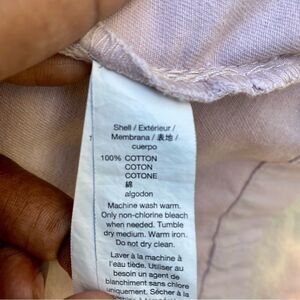 Shell / Extérieur /
Membrana / 表地 /
cuerpo
100% COTTON
COTON
COTONE
綿
algodon
Machine wash warm.
Only non-chlorine bleach
when needed. Tumble
dry medium. Warm iron.
Do not dry clean.
Laver à la machine à
l'eau tiède. Utiliser au
besoin un agent de
blanchiment sans chlore
uniquement. Sécher à